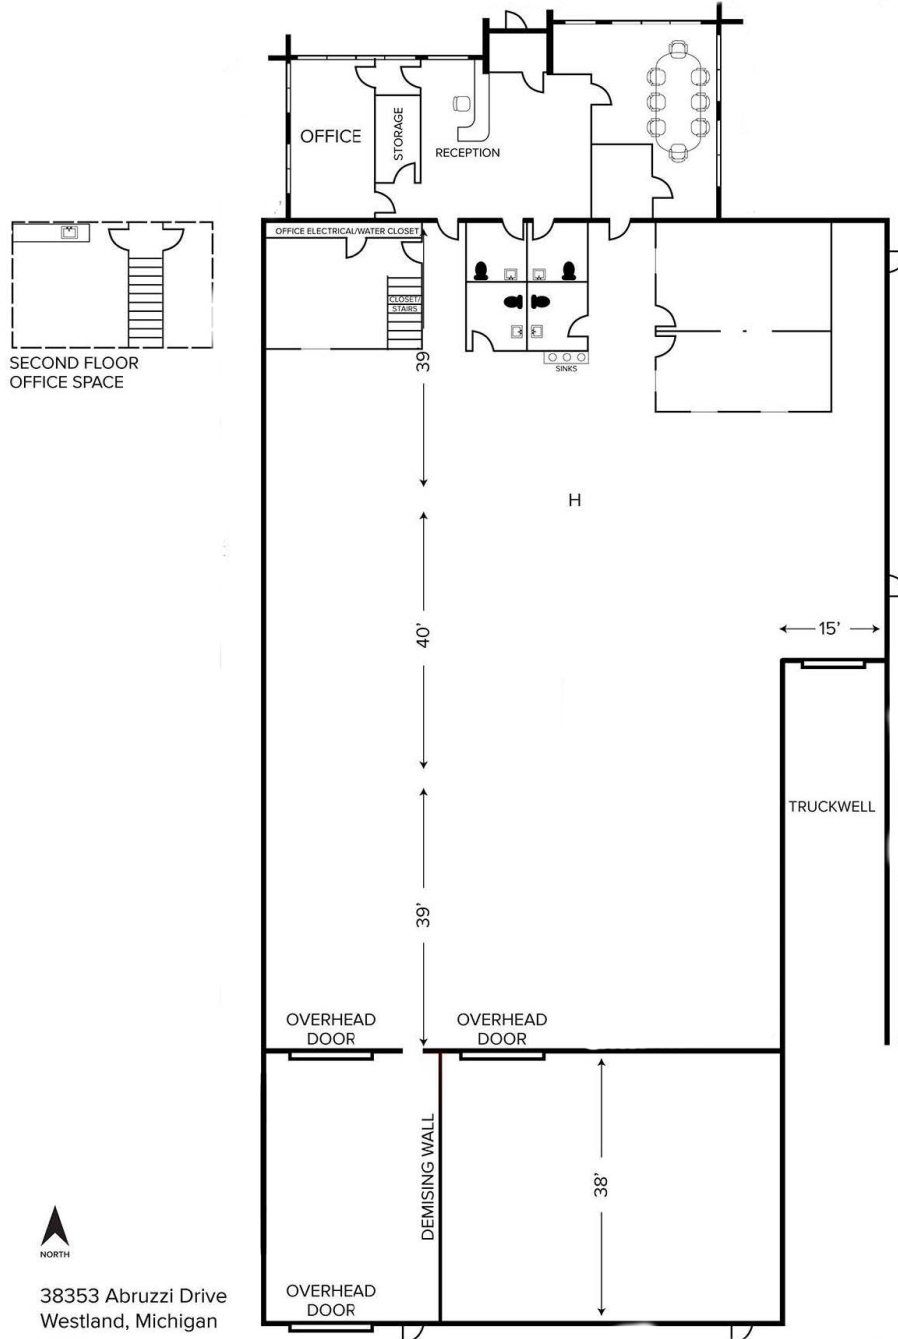 OFFICE
STORAGE
RECEPTION
OFFICE ELECTRICAL/WATER CLOSET
CLOSET/
STAIRS
39
SINKS
SECOND FLOOR
OFFICE SPACE
H
40'
15'
TRUCKWELL
39'
OVERHEAD
DOOR
OVERHEAD
DOOR
DEMISING WALL
38'
NORTH
OVERHEAD
DOOR
38353 Abruzzi Drive
Westland, Michigan